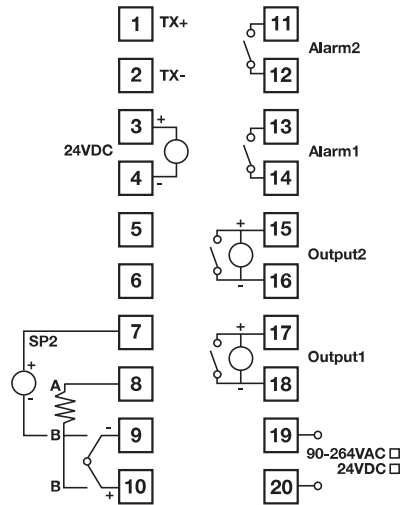 1 TX+
2 TX-
3 +
24VDC
4 -
5
6
7
SP2
+
-
A 8
B - 9
B + 10
11
Alarm2
12
13
Alarm1
14
+ 15
Output2
- 16
+ 17
Output1
- 18
19
90-264VAC □
24VDC □
20